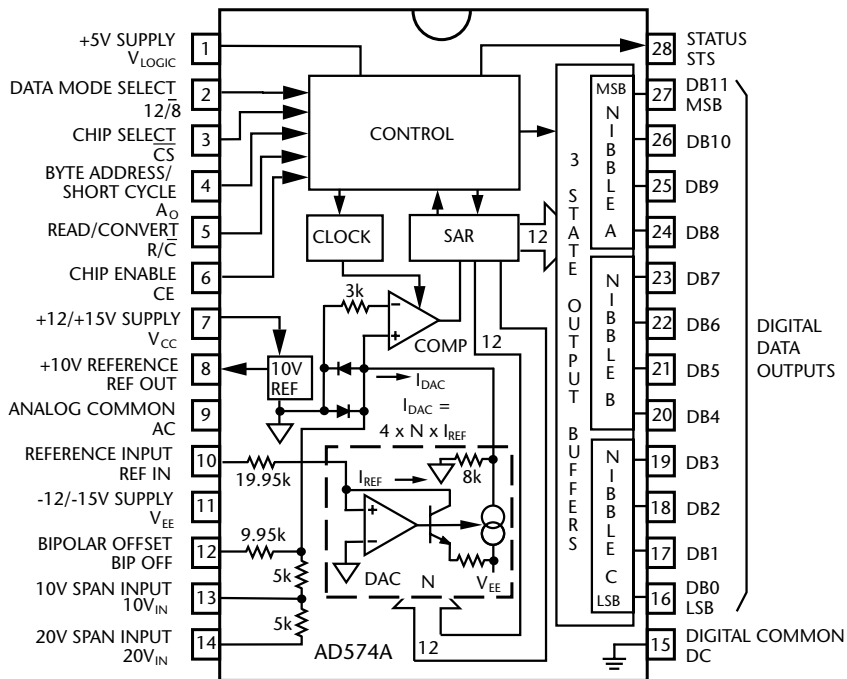 +5V SUPPLY
VLOGIC
DATA MODE SELECT
12/8̅
CHIP SELECT
C̅S̅
BYTE ADDRESS/
SHORT CYCLE
AO
READ/CONVERT
R/C̅
CHIP ENABLE
CE
+12/+15V SUPPLY
VCC
+10V REFERENCE
REF OUT
ANALOG COMMON
AC
REFERENCE INPUT
REF IN
-12/-15V SUPPLY
VEE
BIPOLAR OFFSET
BIP OFF
10V SPAN INPUT
10VIN
20V SPAN INPUT
20VIN
1
2
3
4
5
6
7
8
9
10
11
12
13
14
CONTROL
CLOCK
SAR
12
3k
COMP
12
10V
REF
IDAC
IDAC =
4 x N x IREF
19.95k
IREF
8k
9.95k
5k
5k
DAC
N
VEE
12
AD574A
3 STATE OUTPUT BUFFERS
MSB
NIBBLE A
NIBBLE B
NIBBLE C
LSB
28
27
26
25
24
23
22
21
20
19
18
17
16
15
STATUS
STS
DB11
MSB
DB10
DB9
DB8
DB7
DB6
DB5
DB4
DB3
DB2
DB1
DB0
LSB
DIGITAL COMMON
DC
DIGITAL
DATA
OUTPUTS
+
−
+
−